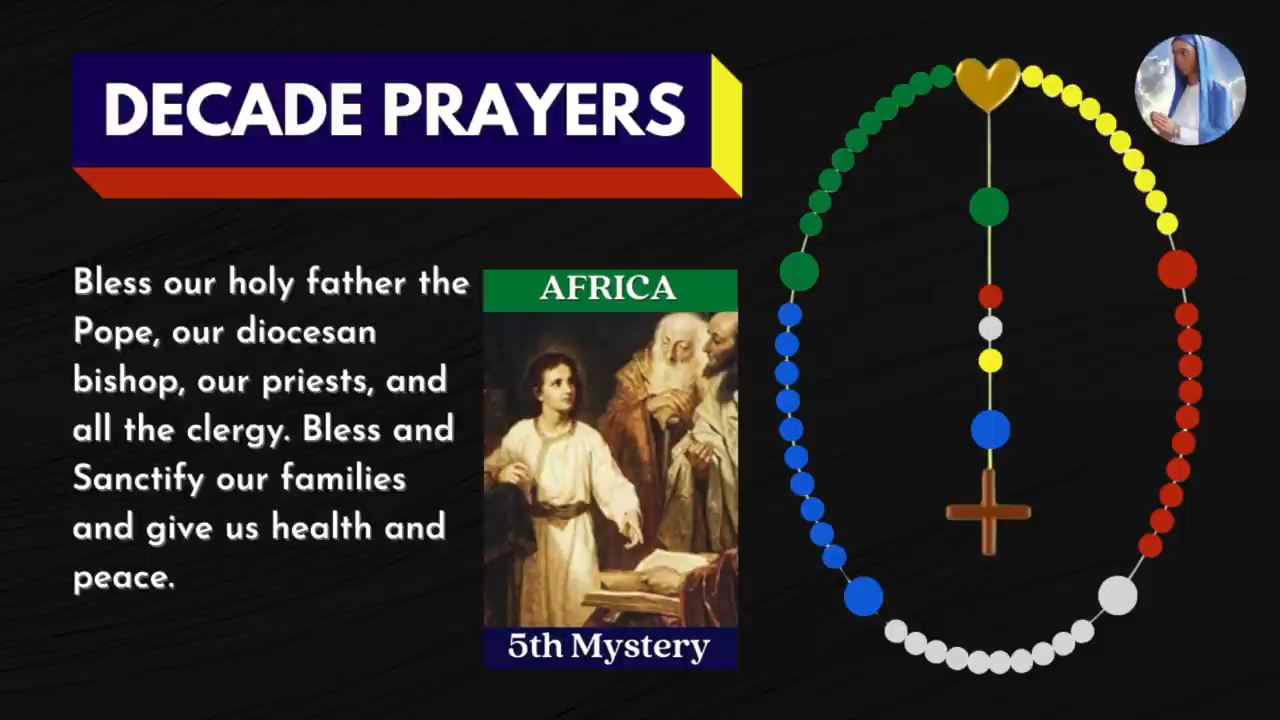 DECADE PRAYERS
Bless our holy father the
Pope, our diocesan
bishop, our priests, and
all the clergy. Bless and
Sanctify our families
and give us health and
peace.
AFRICA
5th Mystery